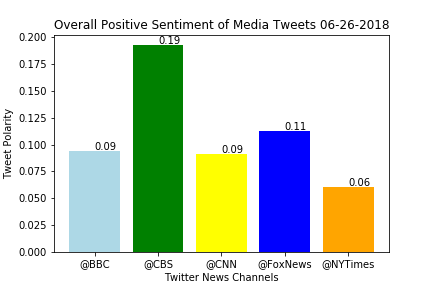 Overall Positive Sentiment of Media Tweets 06-26-2018
0.200
0.175
0.150
0.125
0.100
0.075
0.050
0.025
0.000
Tweet Polarity
0.09
0.19
0.09
0.11
0.06
@BBC
@CBS
@CNN
@FoxNews
@NYTimes
Twitter News Channels